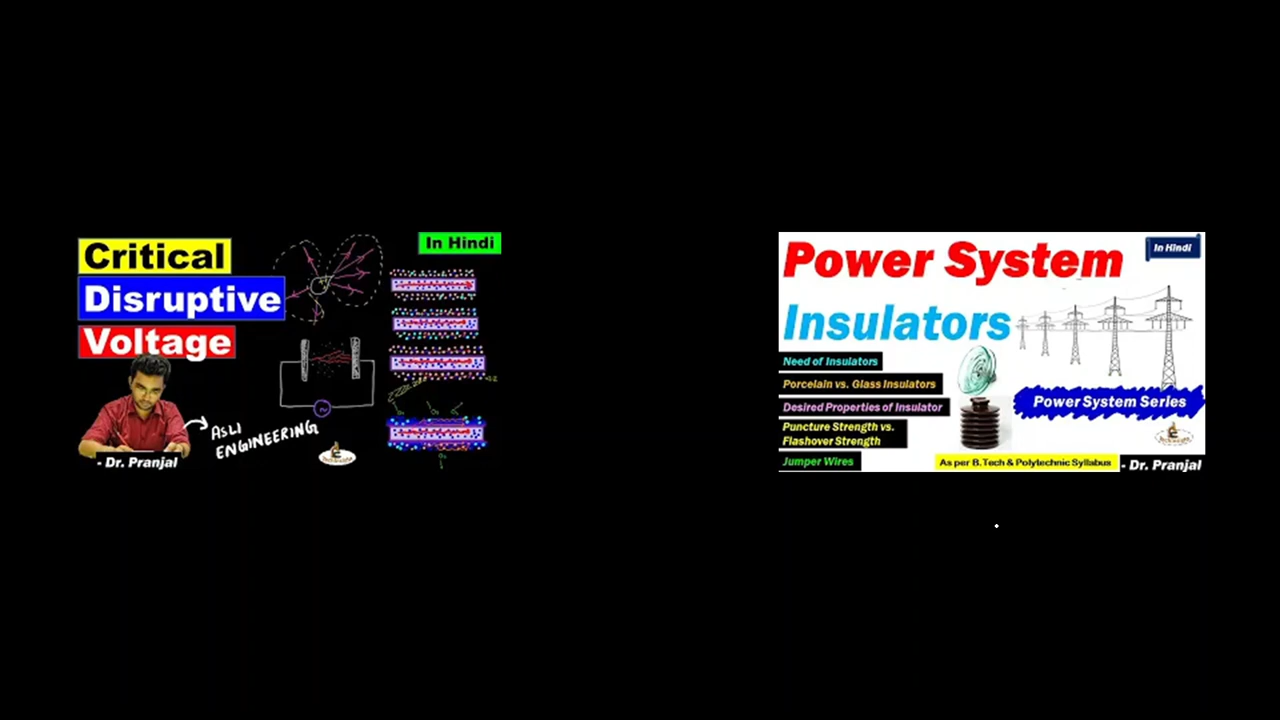 Critical
Disruptive
Voltage
In Hindi
ASLI
ENGINEERING
- Dr. Pranjal
Power System
Insulators
In Hindi
Need of Insulators
Porcelain vs. Glass Insulators
Desired Properties of Insulator
Puncture Strength vs.
Flashover Strength
Jumper Wires
Power System Series
As per B.Tech & Polytechnic Syllabus
- Dr. Pranjal